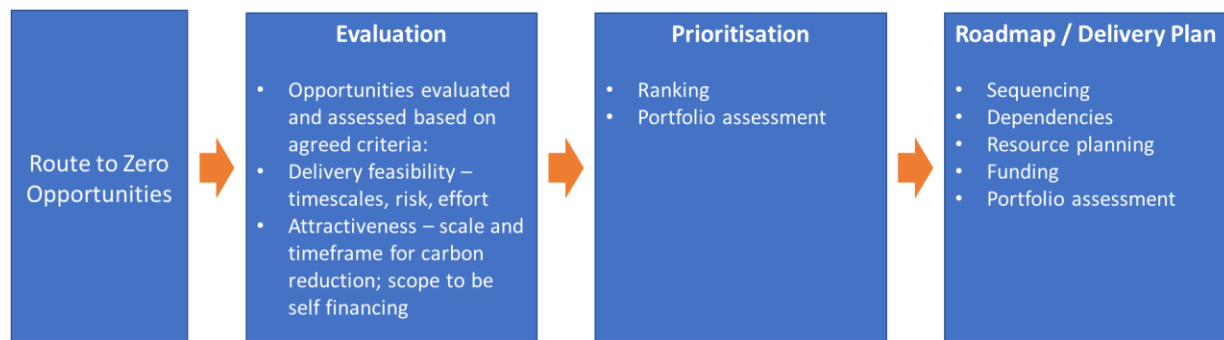 Route to Zero
Opportunities
Evaluation
• Opportunities evaluated
and assessed based on
agreed criteria:
• Delivery feasibility –
timescales, risk, effort
• Attractiveness – scale and
timeframe for carbon
reduction; scope to be
self financing
Prioritisation
• Ranking
• Portfolio assessment
Roadmap / Delivery Plan
• Sequencing
• Dependencies
• Resource planning
• Funding
• Portfolio assessment